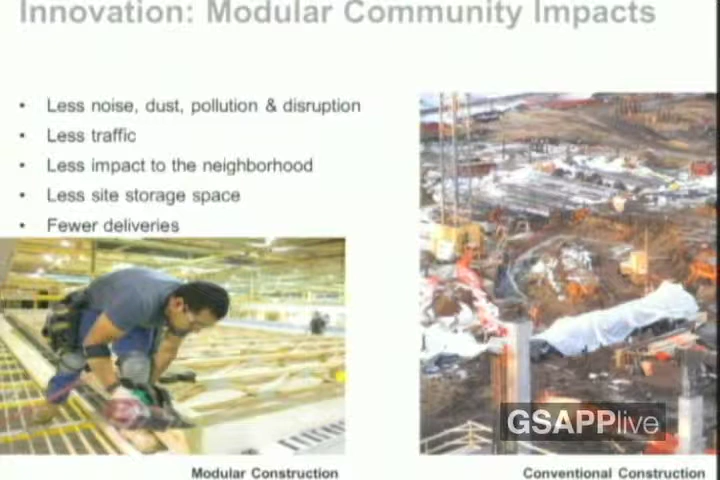 Innovation: Modular Community Impacts
• Less noise, dust, pollution & disruption
• Less traffic
• Less impact to the neighborhood
• Less site storage space
• Fewer deliveries
GSAPPlive
Modular Construction
Conventional Construction